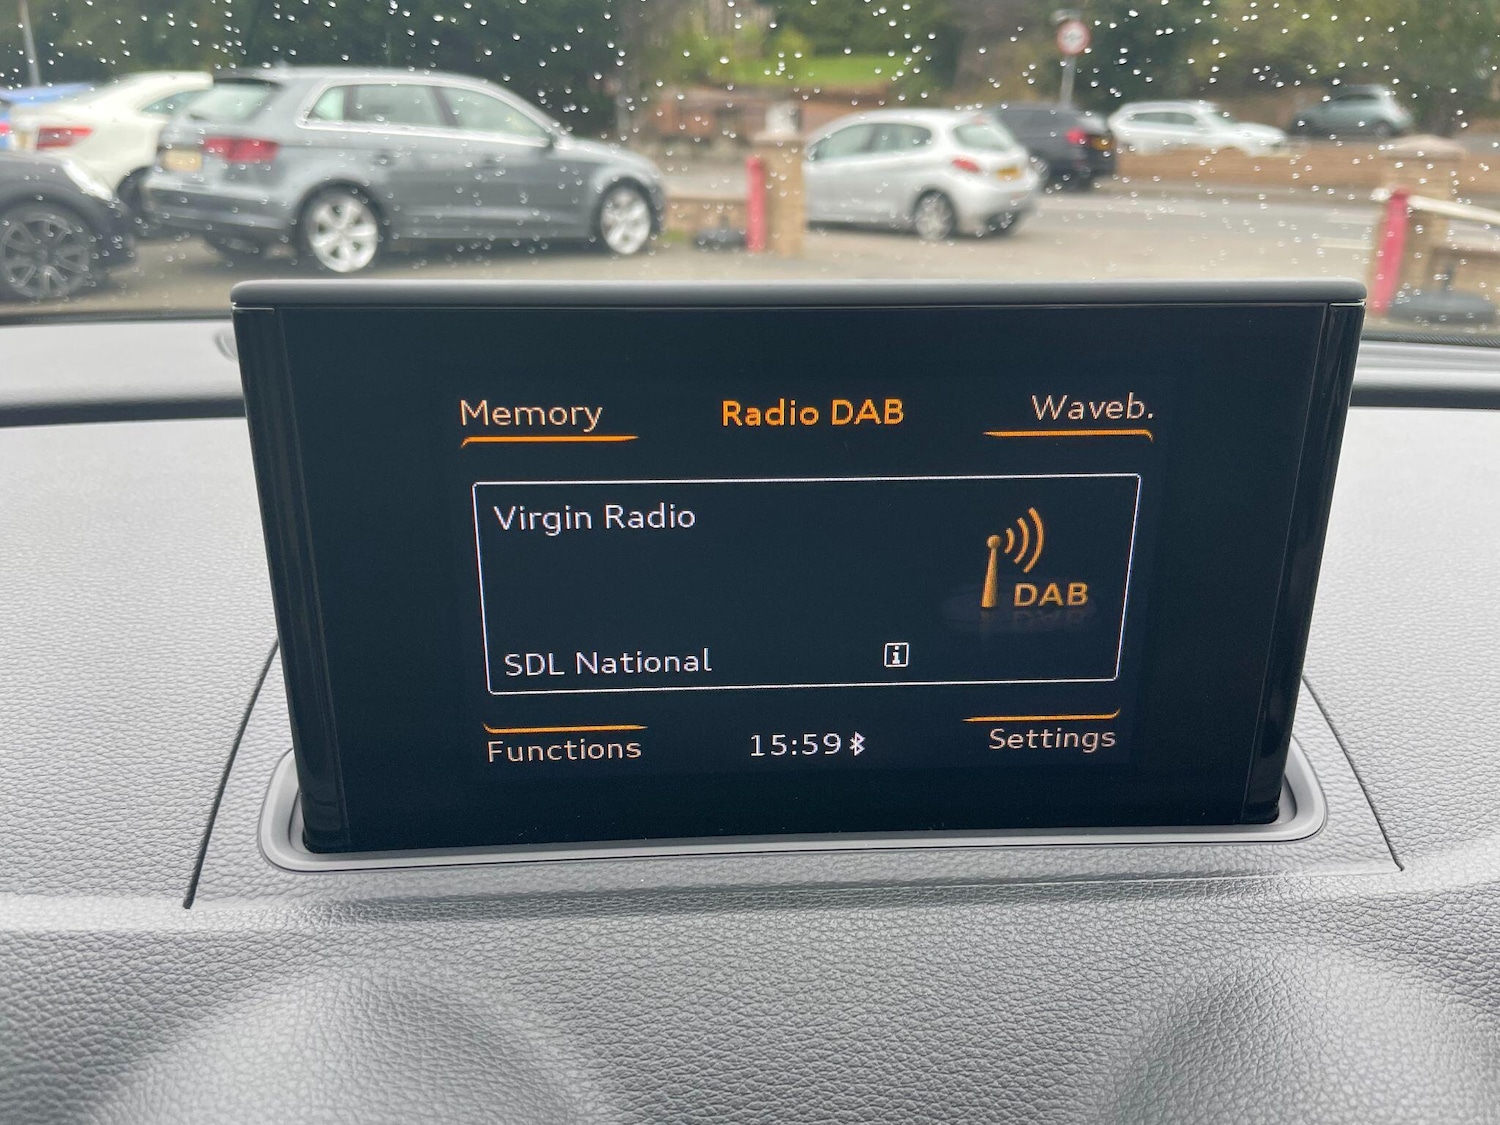 Memory Radio DAB Waveb.
Virgin Radio
DAB
SDL National i
Functions 15:59 Settings